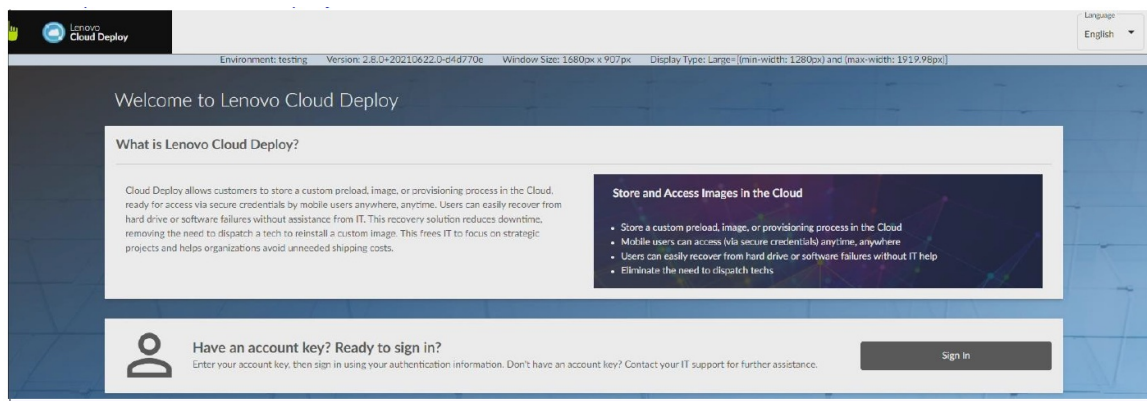 Lenovo
Cloud Deploy
Language
English
Environment: testing Version: 2.8.0+20210622.0-d4d770e Window Size: 1680px x 907px Display Type: Large=[(min-width: 1280px) and (max-width: 1919.98px)]
Welcome to Lenovo Cloud Deploy
What is Lenovo Cloud Deploy?
Cloud Deploy allows customers to store a custom preload, image, or provisioning process in the Cloud,
ready for access via secure credentials by mobile users anywhere, anytime. Users can easily recover from
hard drive or software failures without assistance from IT. This recovery solution reduces downtime,
removing the need to dispatch a tech to reinstall a custom image. This frees IT to focus on strategic
projects and helps organizations avoid unneeded shipping costs.
Store and Access Images in the Cloud
• Store a custom preload, image, or provisioning process in the Cloud
• Mobile users can access (via secure credentials) anytime, anywhere
• Users can easily recover from hard drive or software failures without IT help
• Eliminate the need to dispatch techs
Have an account key? Ready to sign in?
Enter your account key, then sign in using your authentication information. Don't have an account key? Contact your IT support for further assistance.
Sign In